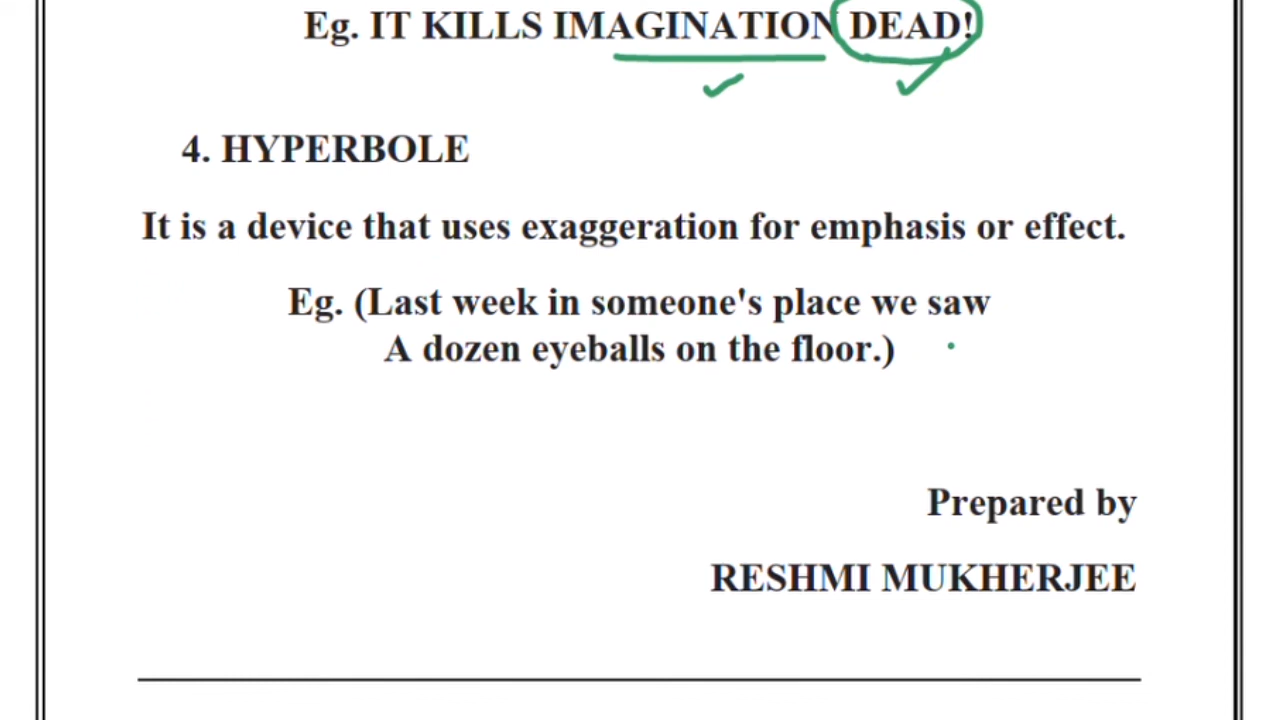 Eg. IT KILLS IMAGINATION DEAD!
4. HYPERBOLE
It is a device that uses exaggeration for emphasis or effect.
Eg. (Last week in someone's place we saw
A dozen eyeballs on the floor.)
Prepared by
RESHMI MUKHERJEE